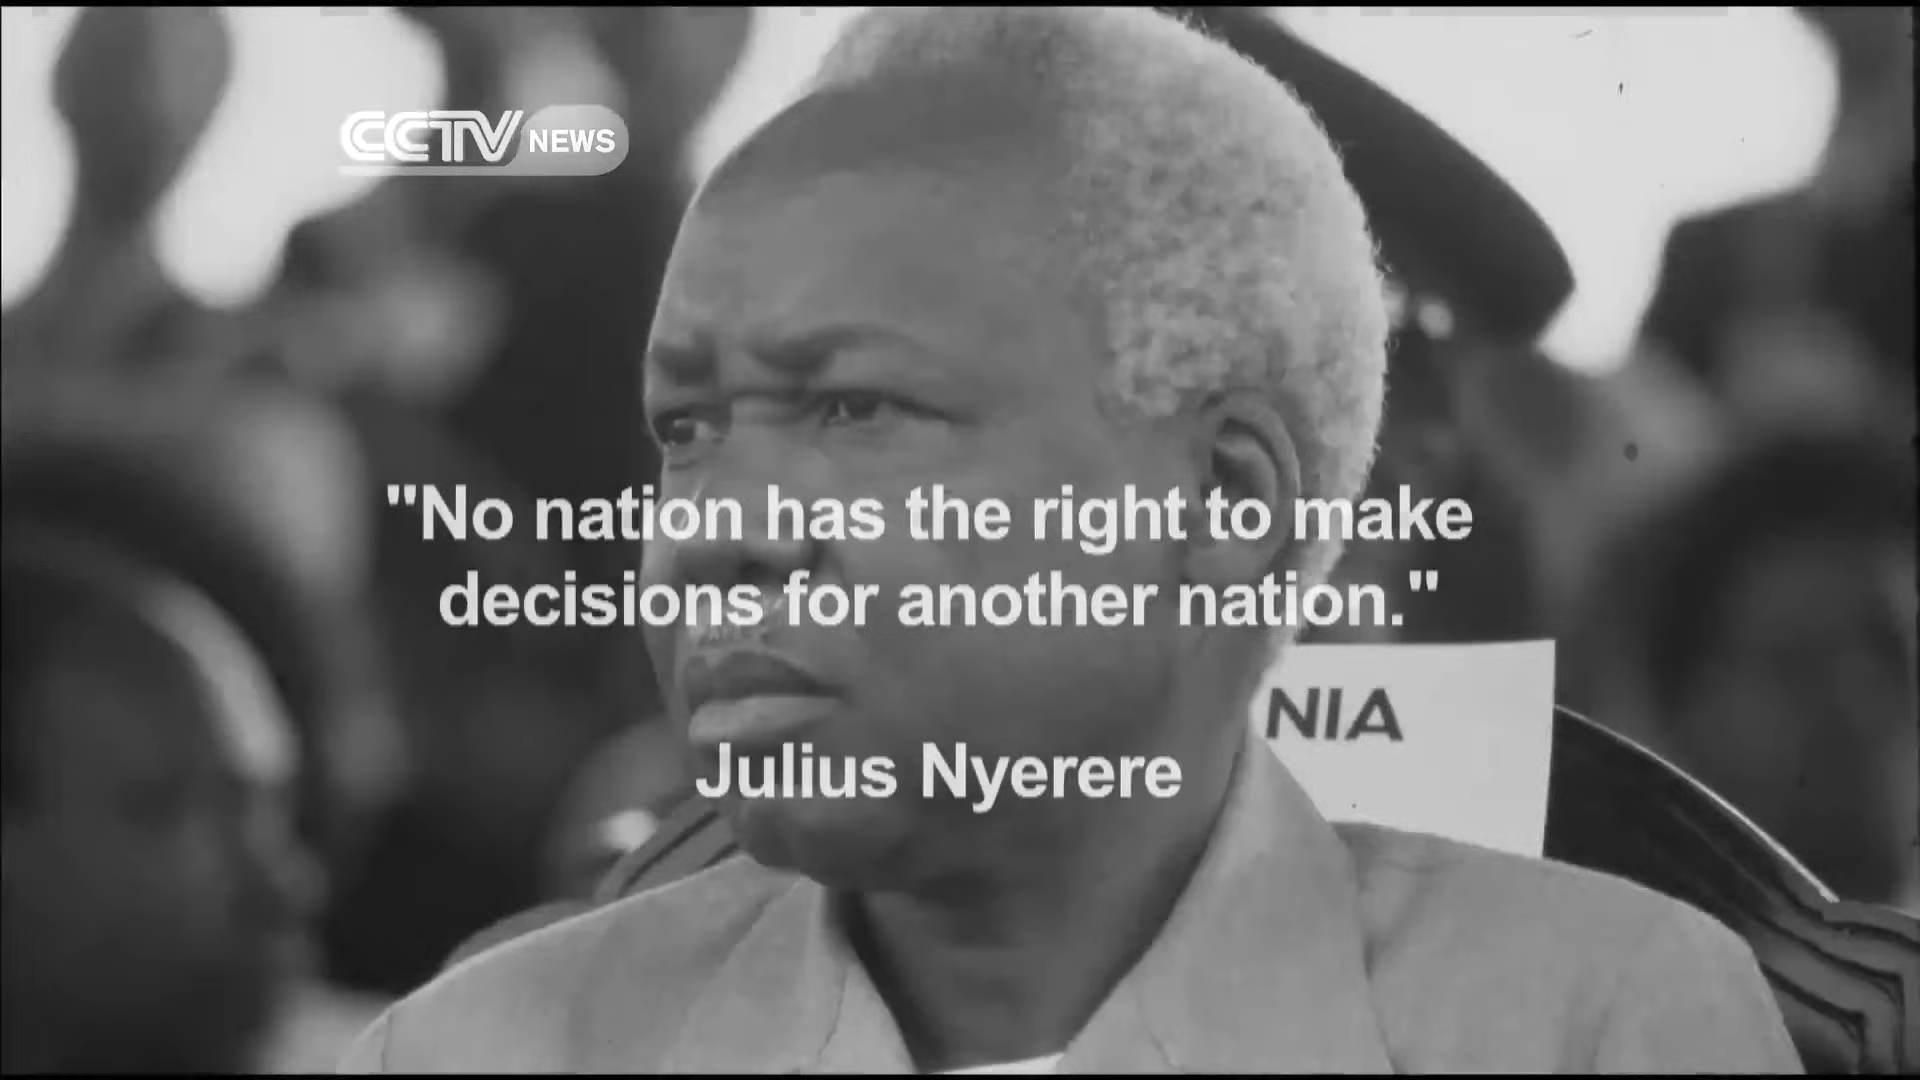 CCTV NEWS
"No nation has the right to make
decisions for another nation."
NIA
Julius Nyerere